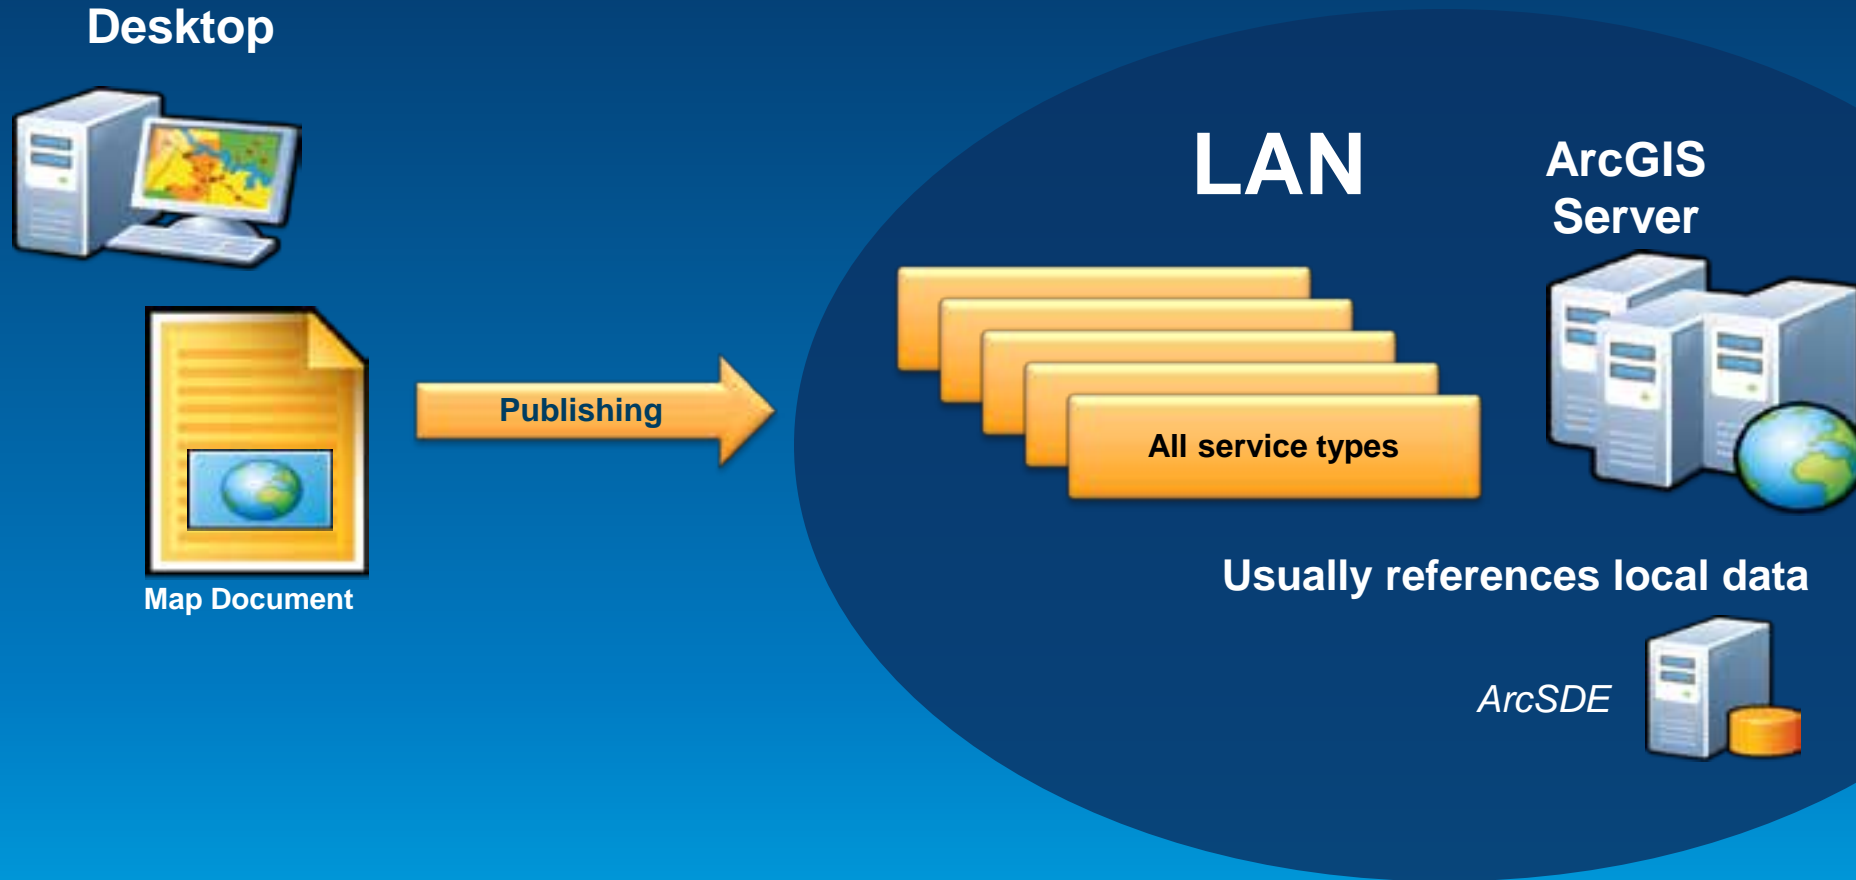 Desktop
Map Document
Publishing
LAN
ArcGIS
Server
All service types
Usually references local data
ArcSDE